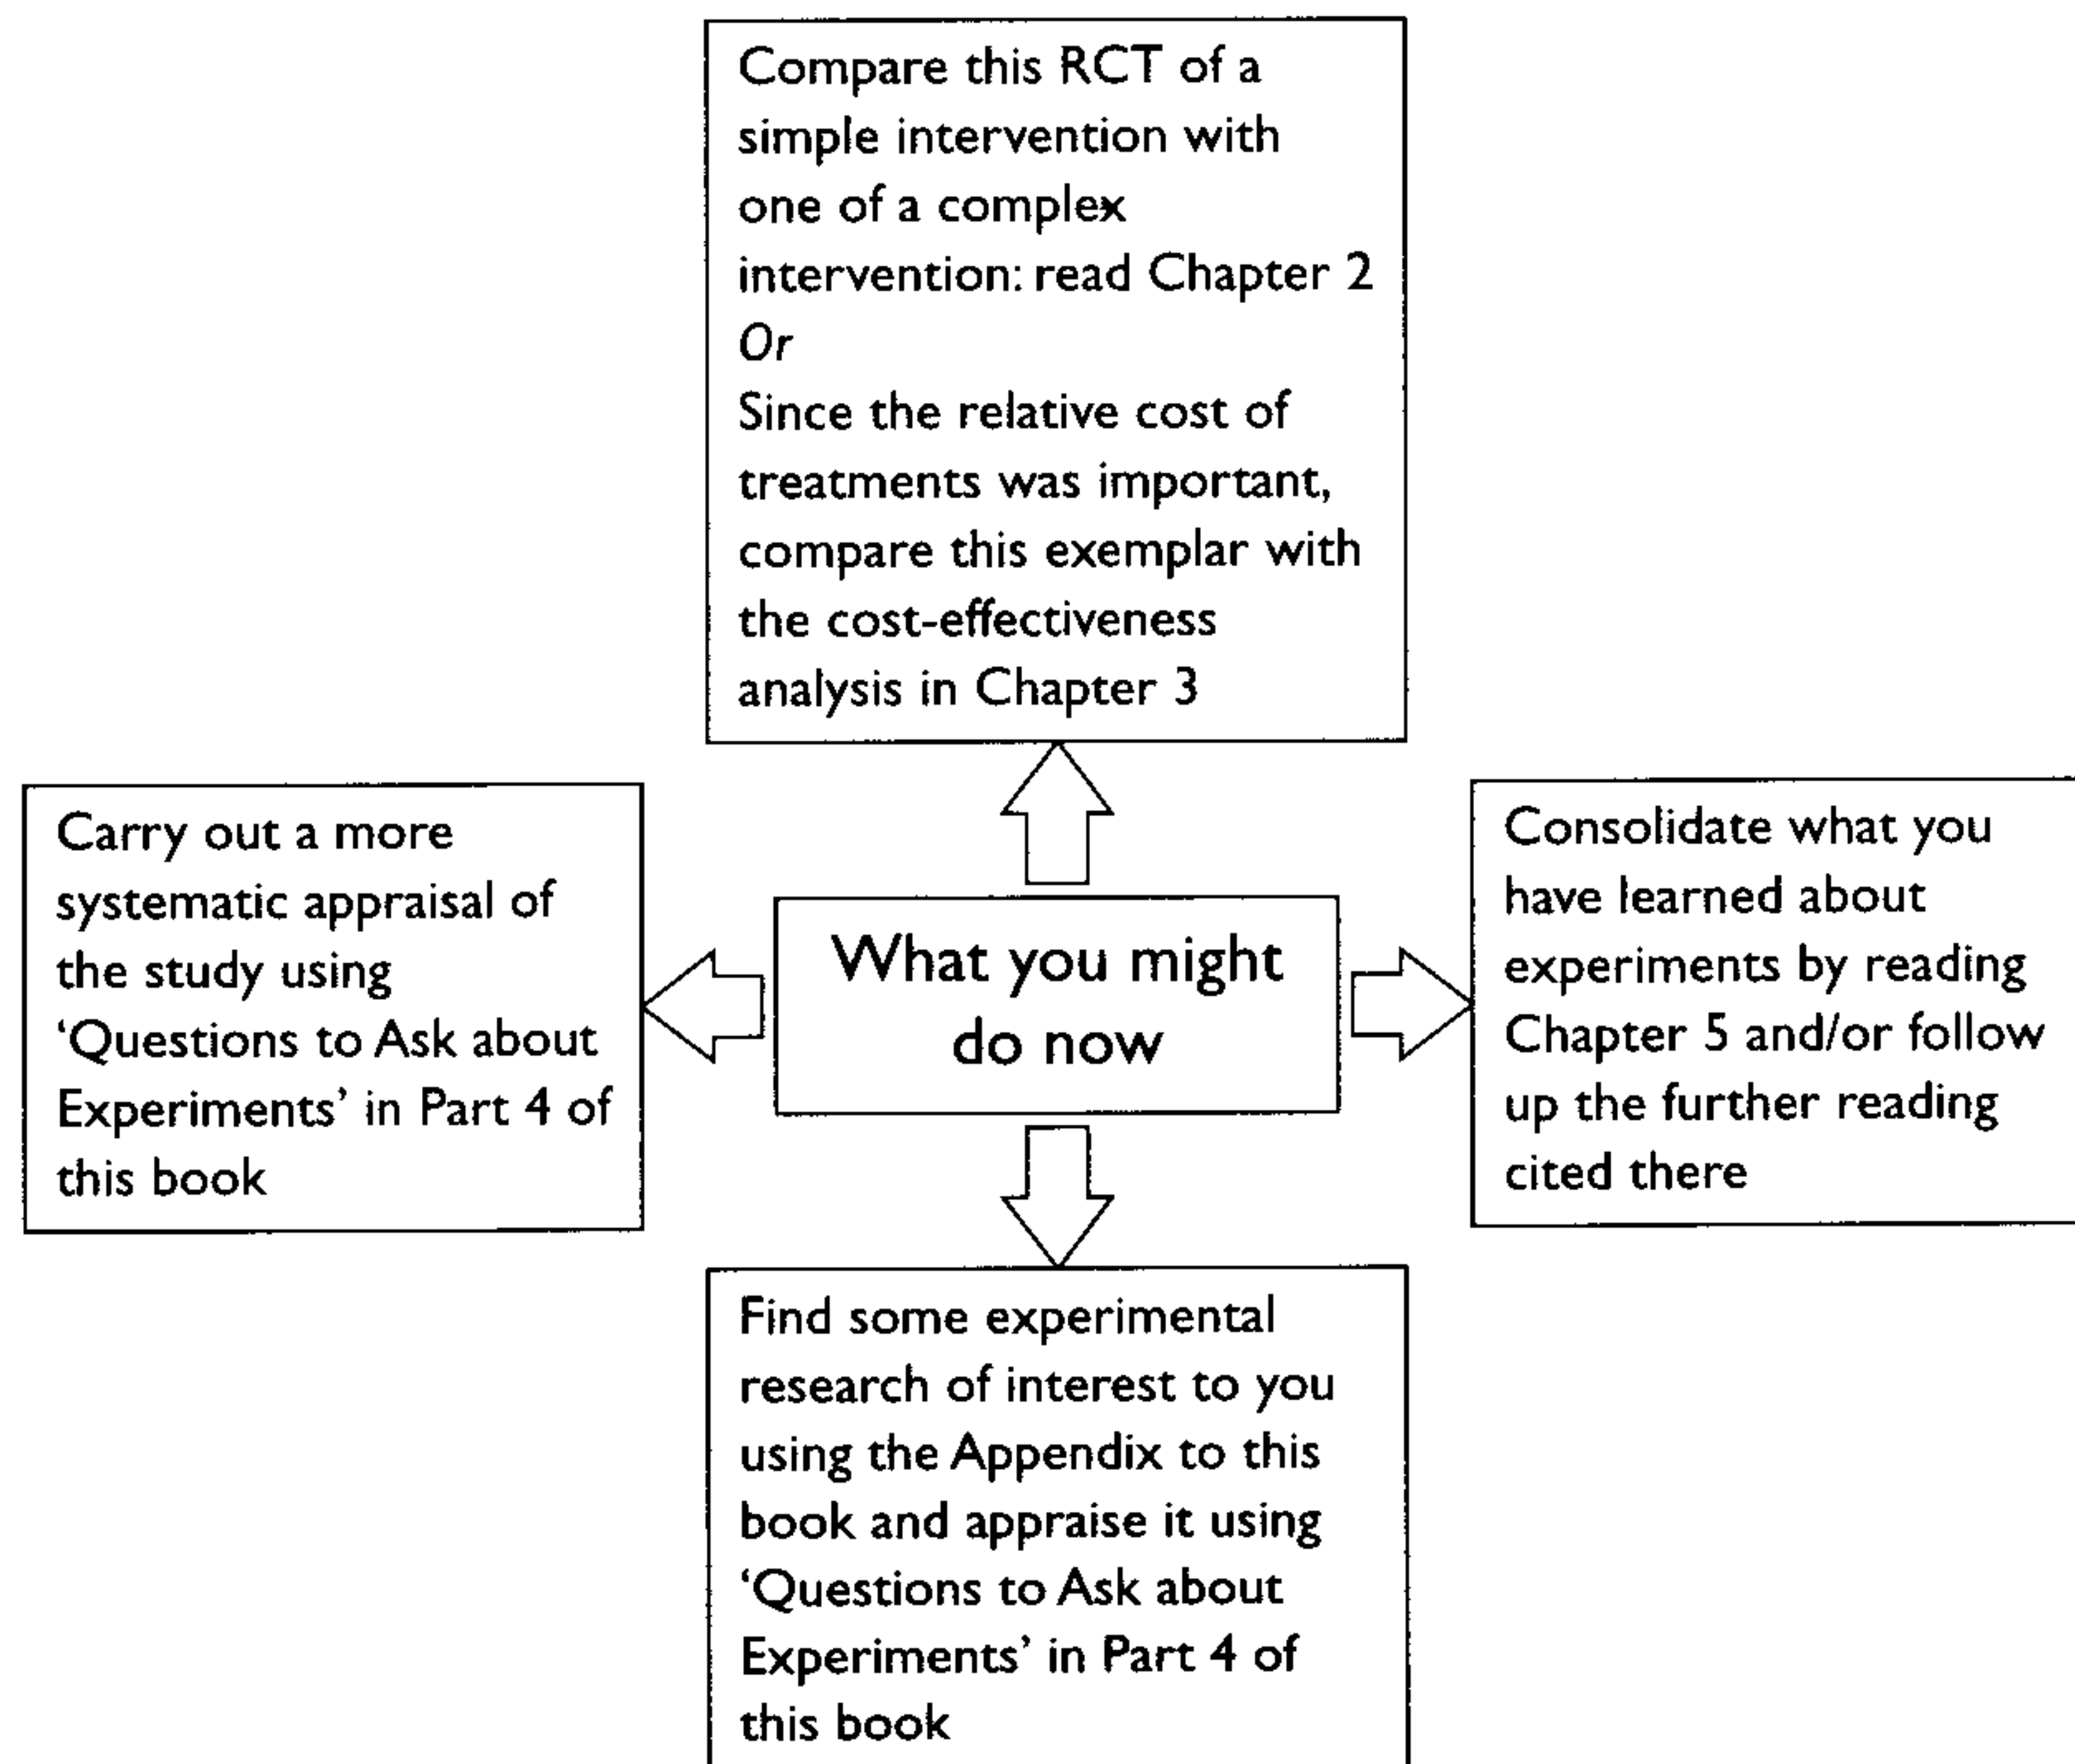 Compare this RCT of a
simple intervention with
one of a complex
intervention: read Chapter 2
Or
Since the relative cost of
treatments was important,
compare this exemplar with
the cost-effectiveness
analysis in Chapter 3
Carry out a more
systematic appraisal of
the study using
‘Questions to Ask about
Experiments’ in Part 4 of
this book
What you might
do now
Consolidate what you
have learned about
experiments by reading
Chapter 5 and/or follow
up the further reading
cited there
Find some experimental
research of interest to you
using the Appendix to this
book and appraise it using
‘Questions to Ask about
Experiments’ in Part 4 of
this book